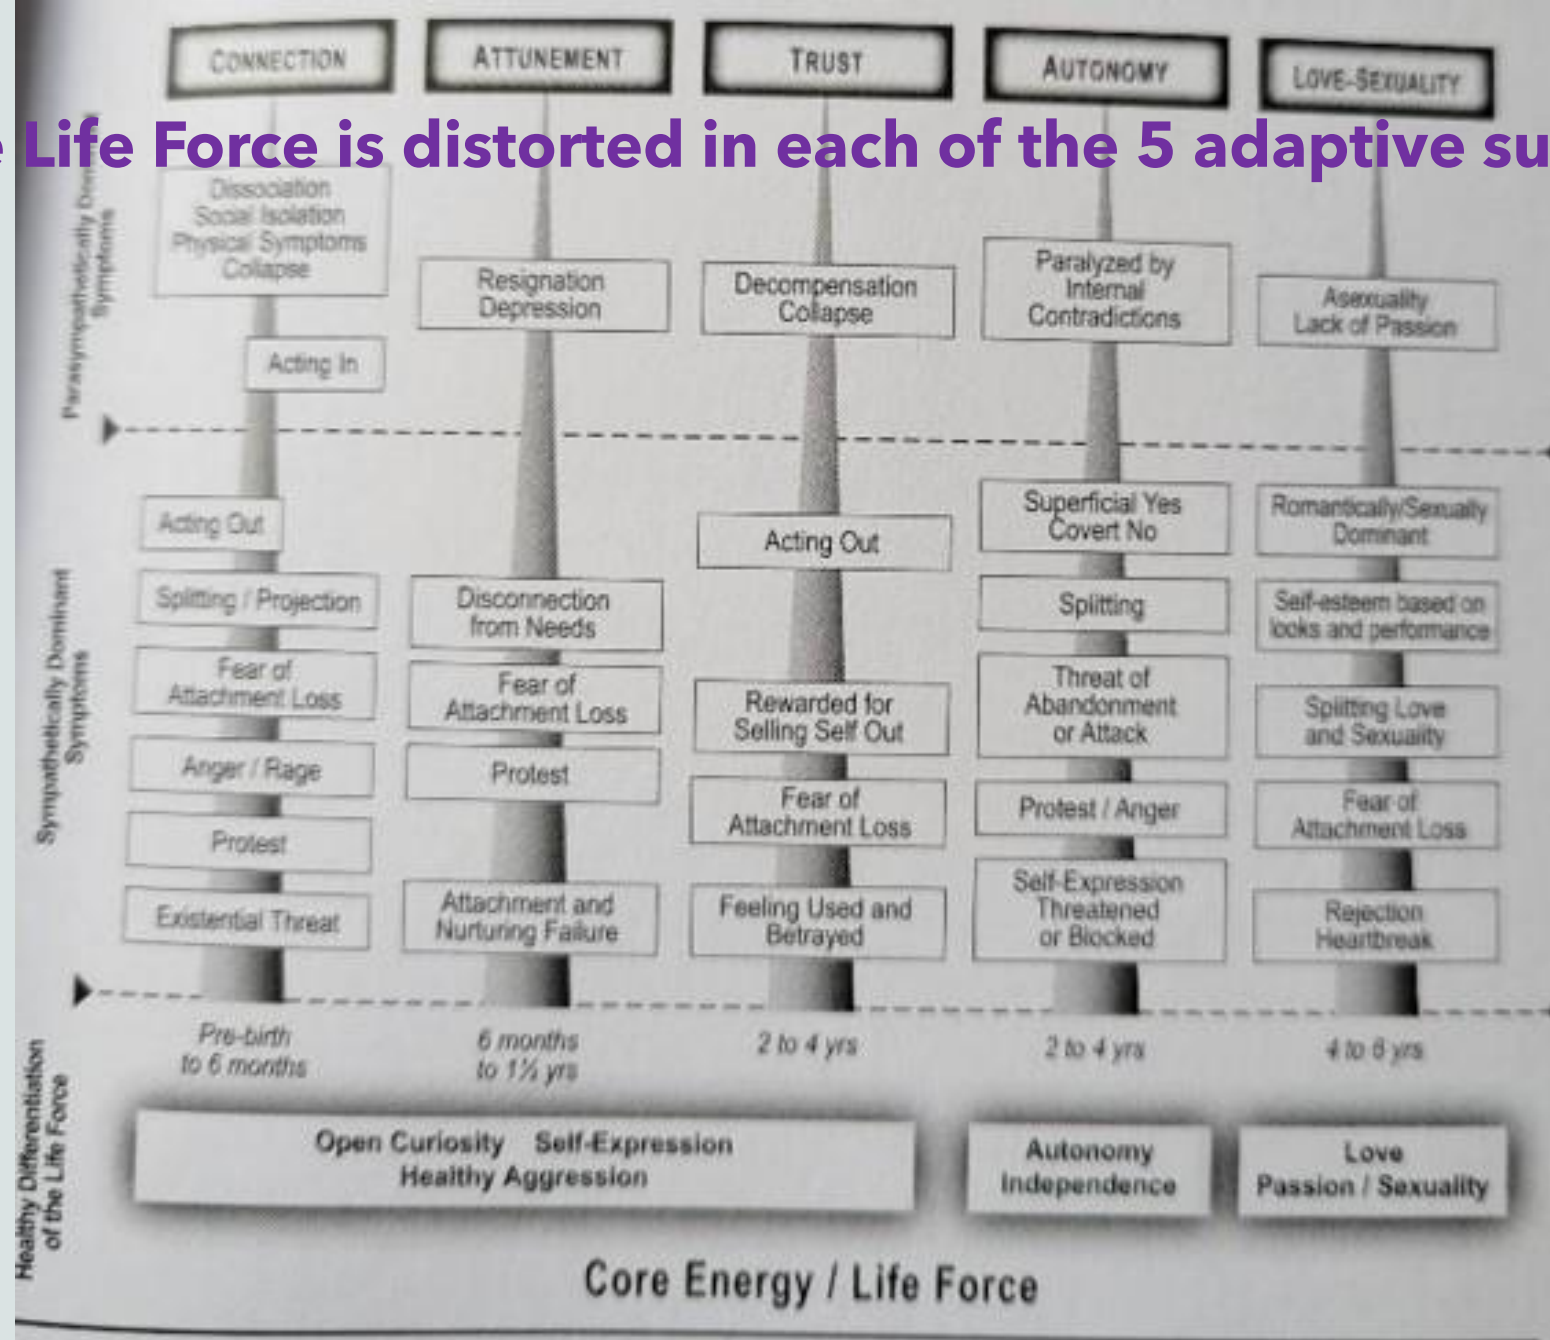 CONNECTION
ATTUNEMENT
TRUST
AUTONOMY
LOVE-SEXUALITY
Life Force is distorted in each of the 5 adaptive su
Parasympathetically
Symptoms
Dissociation
Social Isolation
Physical Symptoms
Collapse
Resignation
Depression
Decompensation
Collapse
Paralyzed by
Internal
Contradictions
Asexuality
Lack of Passion
Acting In
Sympathetically Dominant
Symptoms
Acting Out
Splitting / Projection
Fear of
Attachment Loss
Anger / Rage
Protest
Existential Threat
Disconnection
from Needs
Fear of
Attachment Loss
Protest
Attachment and
Nurturing Failure
Acting Out
Rewarded for
Selling Self Out
Fear of
Attachment Loss
Feeling Used and
Betrayed
Superficial Yes
Covert No
Splitting
Threat of
Abandonment
or Attack
Protest / Anger
Self-Expression
Threatened
or Blocked
Romantically/Sexually
Dominant
Self-esteem based on
looks and performance
Splitting Love
and Sexuality
Fear of
Attachment Loss
Rejection
Heartbreak
Pre-birth
to 6 months
6 months
to 1½ yrs
2 to 4 yrs
2 to 4 yrs
4 to 6 yrs
Healthy Differentiation
of the Life Force
Open Curiosity Self-Expression
Healthy Aggression
Autonomy
Independence
Love
Passion / Sexuality
Core Energy / Life Force